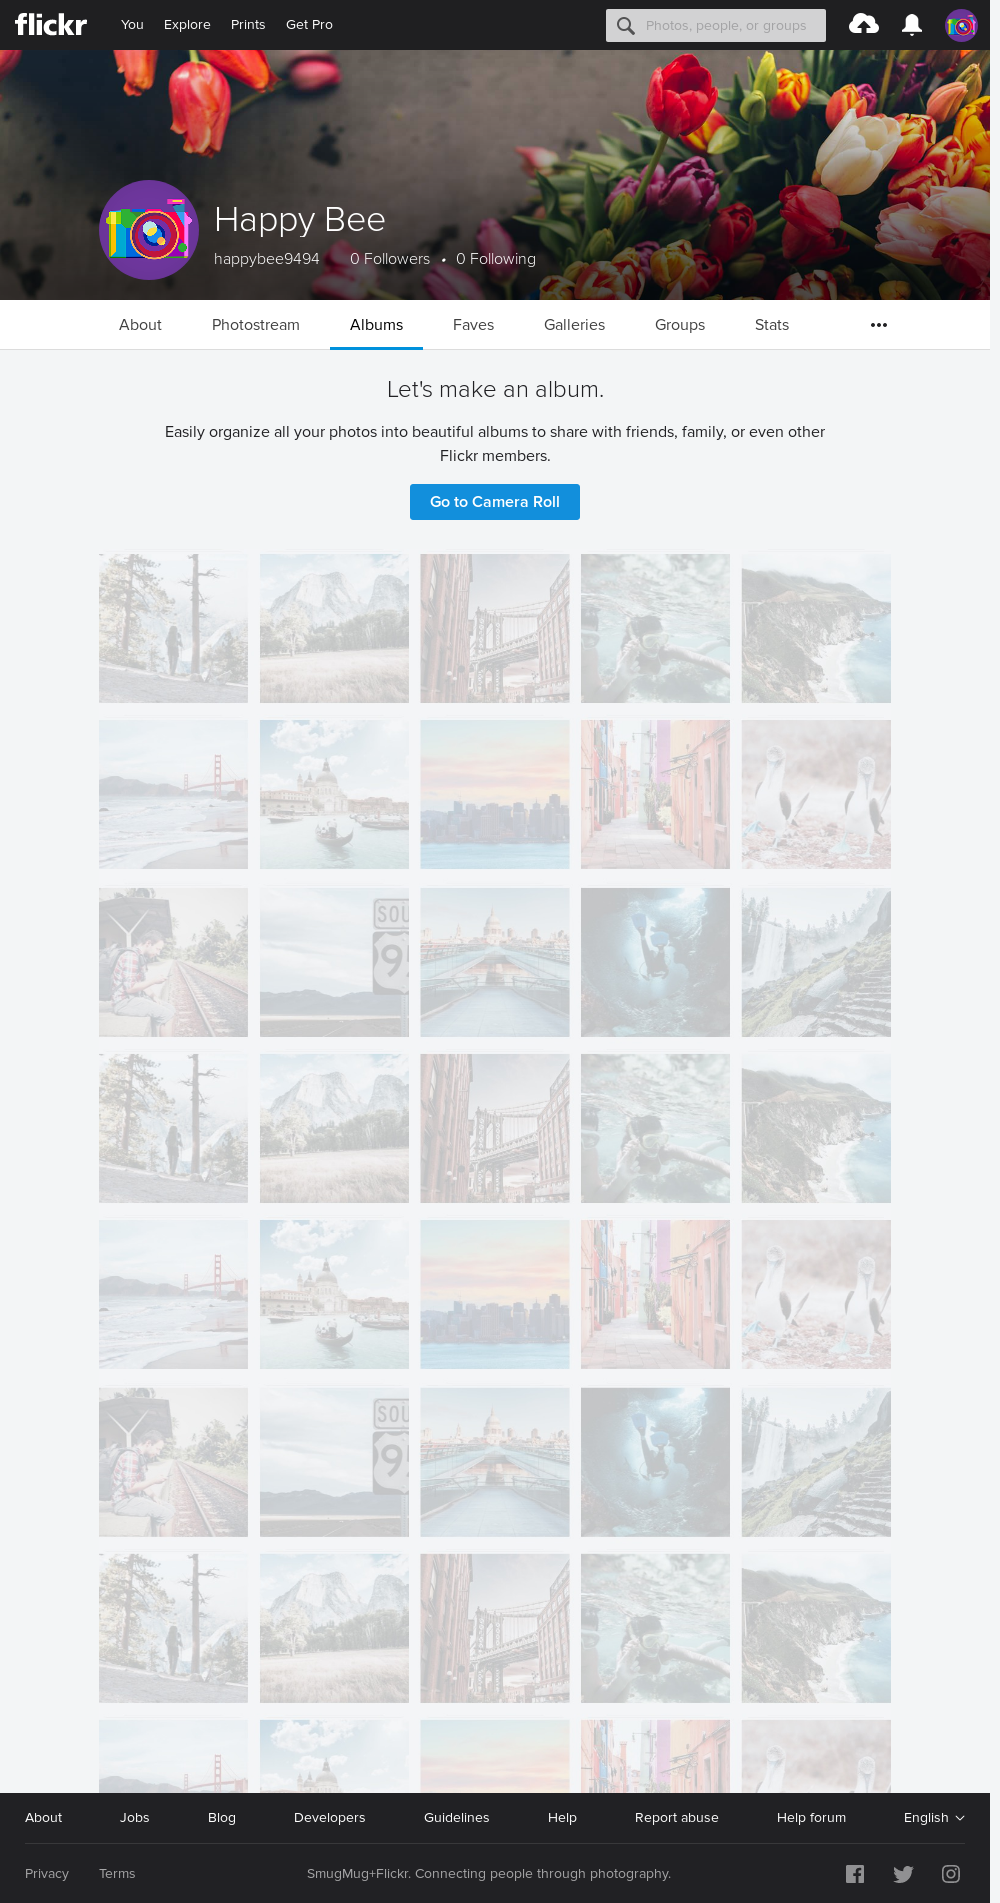 flickr You Explore Prints Get Pro Photos, people, or groups
Happy Bee
happybee9494 0 Followers • 0 Following
About Photostream Albums Faves Galleries Groups Stats •••
Let's make an album.
Easily organize all your photos into beautiful albums to share with friends, family, or even other
Flickr members.
Go to Camera Roll
SOU
95
SOU
95
About Jobs Blog Developers Guidelines Help Report abuse Help forum English
Privacy Terms SmugMug+Flickr. Connecting people through photography.